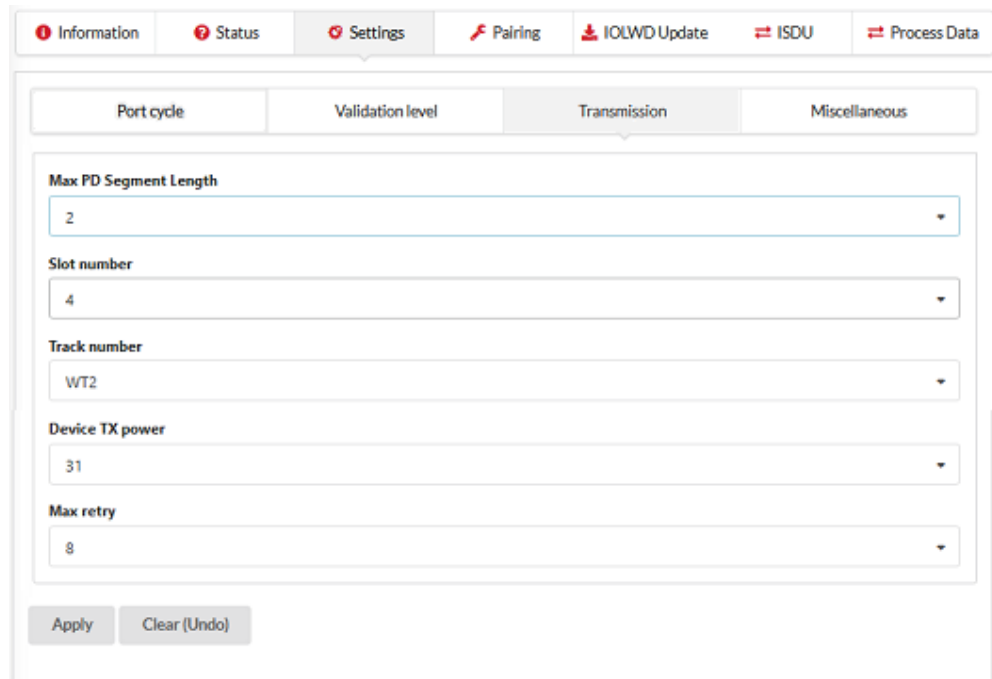 Information Status Settings Pairing IOLWD Update ISDU Process Data
Port cycle Validation level Transmission Miscellaneous
Max PD Segment Length
2
Slot number
4
Track number
WT2
Device TX power
31
Max retry
8
Apply Clear (Undo)